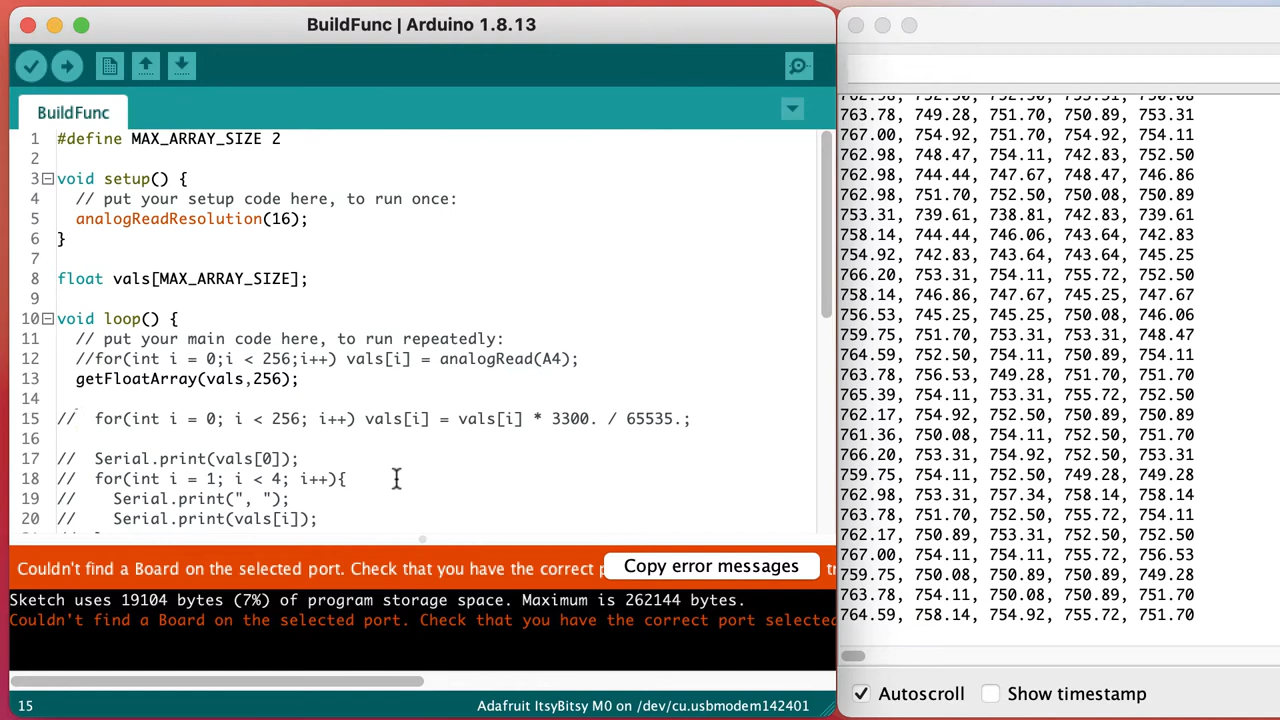 BuildFunc | Arduino 1.8.13
BuildFunc
1 #define MAX_ARRAY_SIZE 2
2
3 void setup() {
4 // put your setup code here, to run once:
5 analogReadResolution(16);
6 }
7
8 float vals[MAX_ARRAY_SIZE];
9
10 void loop() {
11 // put your main code here, to run repeatedly:
12 //for(int i = 0;i < 256;i++) vals[i] = analogRead(A4);
13 getFloatArray(vals,256);
14
15 // for(int i = 0; i < 256; i++) vals[i] = vals[i] * 3300. / 65535.;
16
17 // Serial.print(vals[0]);
18 // for(int i = 1; i < 4; i++){
19 // Serial.print(", ");
20 // Serial.print(vals[i]);
Couldn't find a Board on the selected port. Check that you have the correct
Copy error messages
Sketch uses 19104 bytes (7%) of program storage space. Maximum is 262144 bytes.
Couldn't find a Board on the selected port. Check that you have the correct port selected
15
Adafruit ItsyBitsy M0 on /dev/cu.usbmodem142401
763.78, 749.28, 751.70, 750.89, 753.31
767.00, 754.92, 751.70, 754.92, 754.11
762.98, 748.47, 754.11, 742.83, 752.50
762.98, 744.44, 747.67, 748.47, 746.86
762.98, 751.70, 752.50, 750.08, 750.89
753.31, 739.61, 738.81, 742.83, 739.61
758.14, 744.44, 746.06, 743.64, 742.83
754.92, 742.83, 743.64, 743.64, 745.25
766.20, 753.31, 754.11, 755.72, 752.50
758.14, 746.86, 747.67, 745.25, 747.67
756.53, 745.25, 745.25, 750.08, 746.06
759.75, 751.70, 753.31, 753.31, 748.47
764.59, 752.50, 754.11, 750.89, 754.11
763.78, 756.53, 749.28, 751.70, 751.70
765.39, 754.11, 753.31, 755.72, 752.50
762.17, 754.92, 752.50, 750.89, 750.89
761.36, 750.08, 754.11, 752.50, 751.70
766.20, 753.31, 754.92, 752.50, 753.31
759.75, 754.11, 752.50, 749.28, 749.28
762.98, 753.31, 757.34, 758.14, 758.14
763.78, 751.70, 752.50, 755.72, 754.11
762.17, 750.89, 753.31, 752.50, 752.50
767.00, 754.11, 754.11, 755.72, 756.53
759.75, 750.08, 750.89, 750.89, 749.28
763.78, 754.11, 750.08, 750.89, 751.70
764.59, 758.14, 754.92, 755.72, 751.70
Autoscroll
Show timestamp